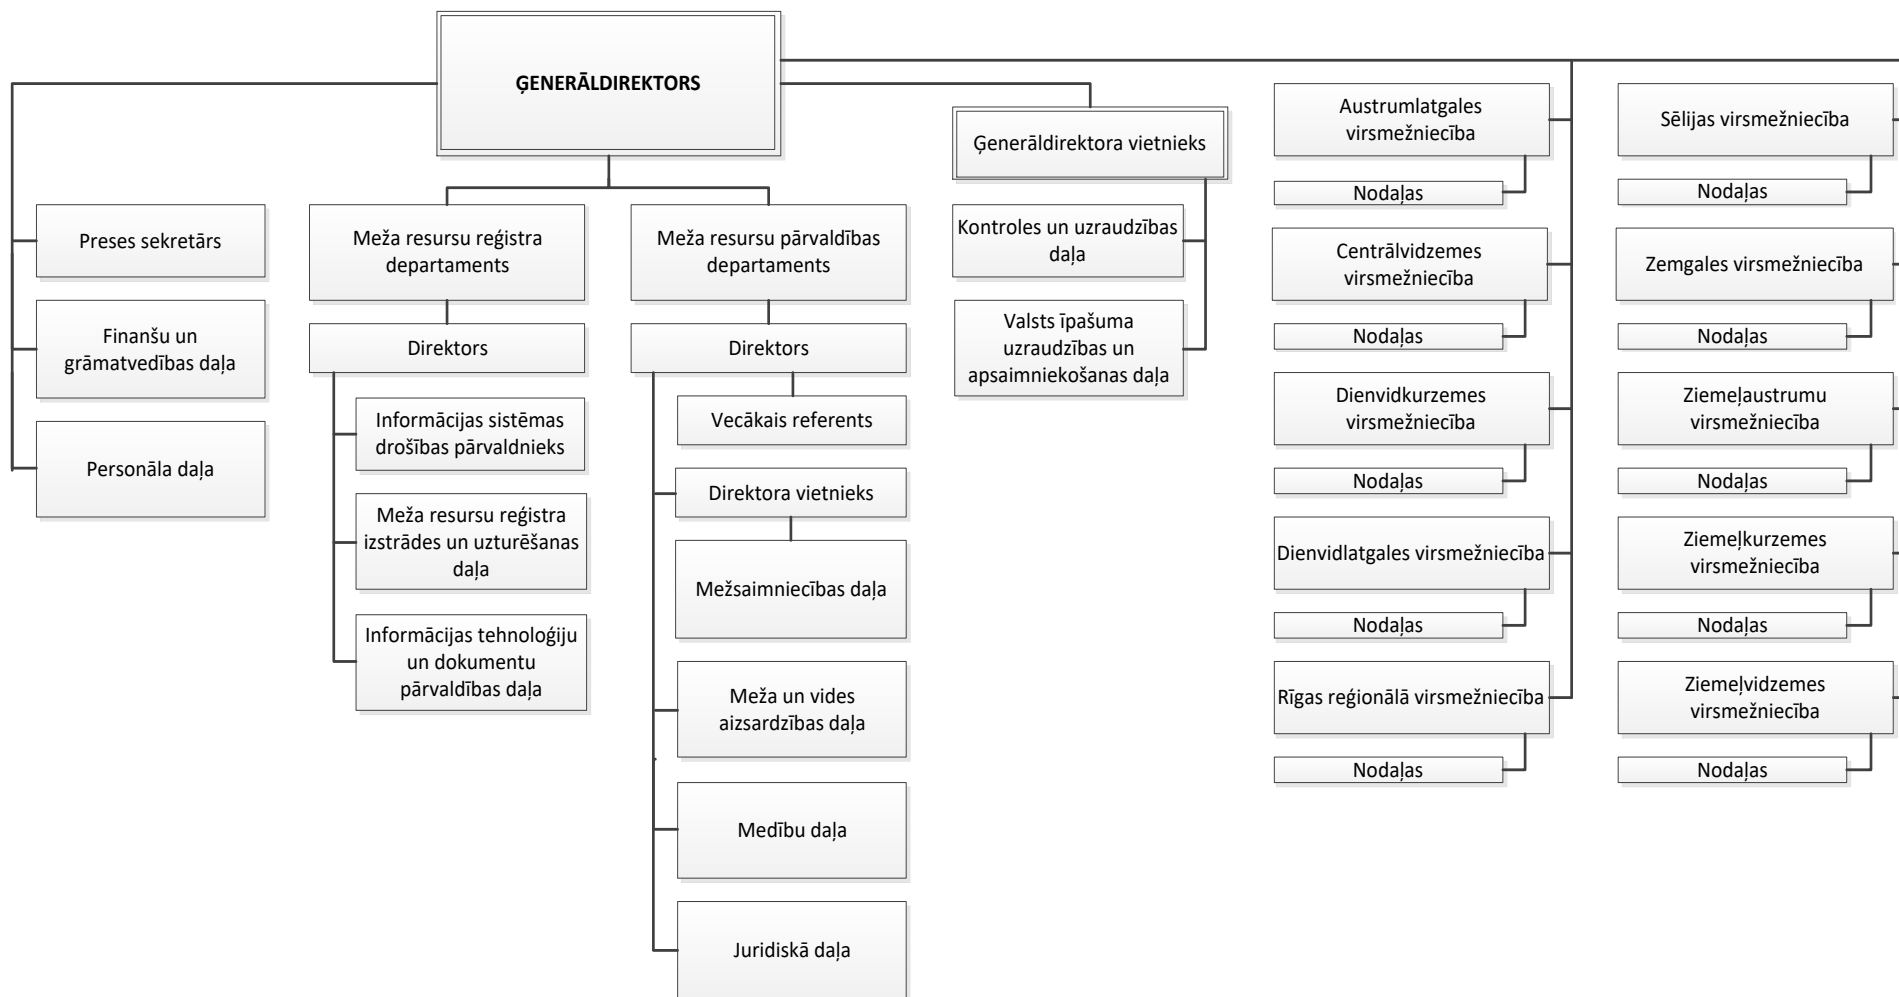 ĢENERĀLDIREKTORS
Preses sekretārs
Finanšu un
grāmatvedības daļa
Personāla daļa
Meža resursu reģistra
departaments
Direktors
Informācijas sistēmas
drošības pārvaldnieks
Meža resursu reģistra
izstrādes un uzturēšanas
daļa
Informācijas tehnoloģiju
un dokumentu
pārvaldības daļa
Meža resursu pārvaldības
departaments
Direktors
Vecākais referents
Direktora vietnieks
Mežsaimniecības daļa
Meža un vides
aizsardzības daļa
Medību daļa
Juridiskā daļa
Ģenerāldirektora vietnieks
Kontroles un uzraudzības
daļa
Valsts īpašuma
uzraudzības un
apsaimniekošanas daļa
Austrumlatgales
virsmežniecība
Nodaļas
Centrālvidzemes
virsmežniecība
Nodaļas
Dienvidkurzemes
virsmežniecība
Nodaļas
Dienvidlatgales virsmežniecība
Nodaļas
Rīgas reģionālā virsmežniecība
Nodaļas
Sēlijas virsmežniecība
Nodaļas
Zemgales virsmežniecība
Nodaļas
Ziemeļaustrumu
virsmežniecība
Nodaļas
Ziemeļkurzemes
virsmežniecība
Nodaļas
Ziemeļvidzemes
virsmežniecība
Nodaļas